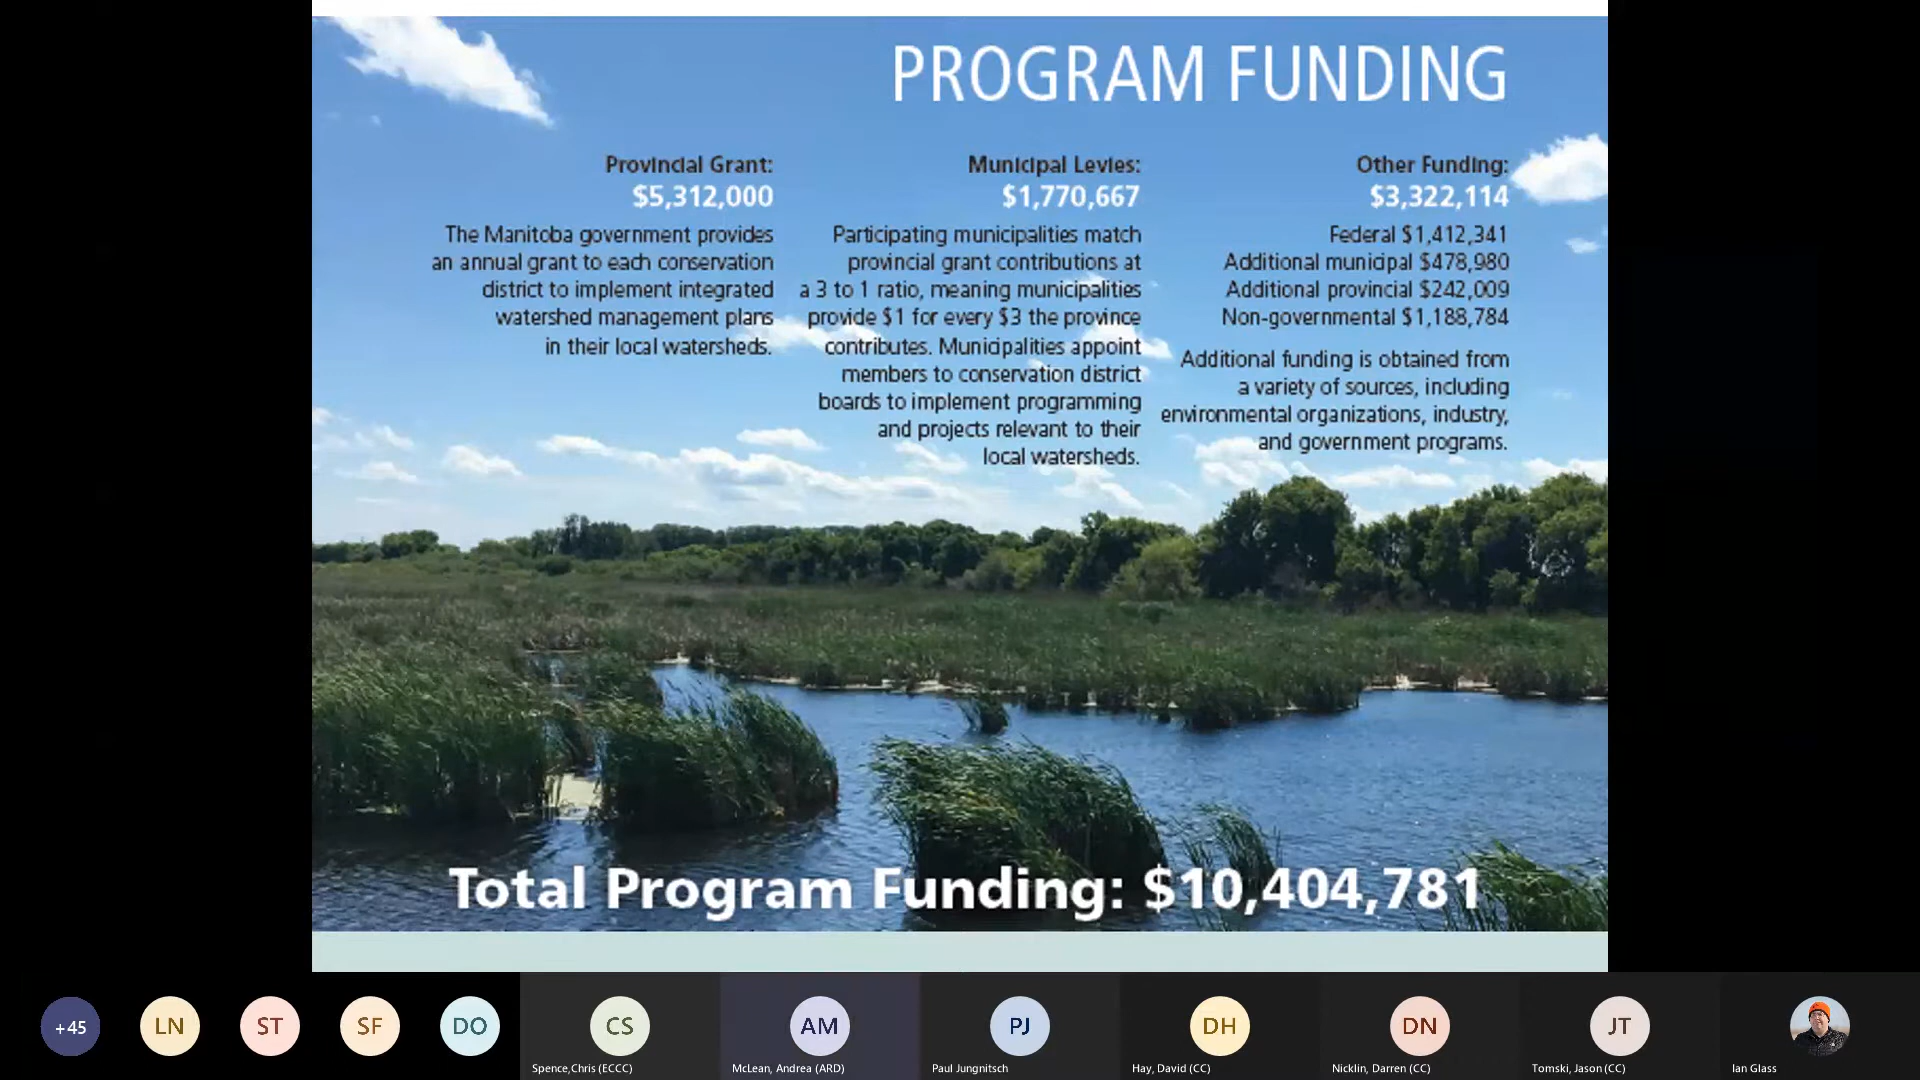 PROGRAM FUNDING
Provincial Grant:
$5,312,000
The Manitoba government provides
an annual grant to each conservation
district to implement integrated
watershed management plans
in their local watersheds.
Municipal Levies:
$1,770,667
Participating municipalities match
provincial grant contributions at
a 3 to 1 ratio, meaning municipalities
provide $1 for every $3 the province
contributes. Municipalities appoint
members to conservation district
boards to implement programming
and projects relevant to their
local watersheds.
Other Funding:
$3,322,114
Federal $1,412,341
Additional municipal $478,980
Additional provincial $242,009
Non-governmental $1,188,784
Additional funding is obtained from
a variety of sources, including
environmental organizations, industry,
and government programs.
Total Program Funding: $10,404,781
+45
LN
ST
SF
DO
CS
Spence,Chris (ECCC)
AM
McLean, Andrea (ARD)
PJ
Paul Jungnitsch
DH
Hay, David (CC)
DN
Nicklin, Darren (CC)
JT
Tomski, Jason (CC)
Ian Glass